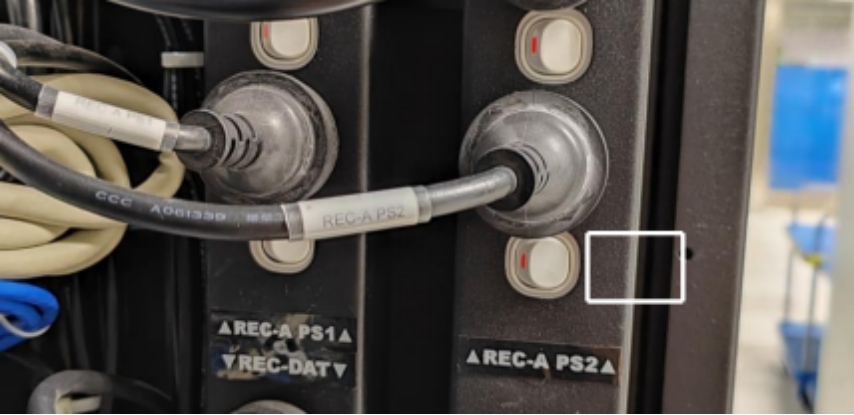 REC-A PS1
CCC A061339
REC-A PS2
▲REC-A PS1▲
▼REC-DAT▼
▲REC-A PS2▲